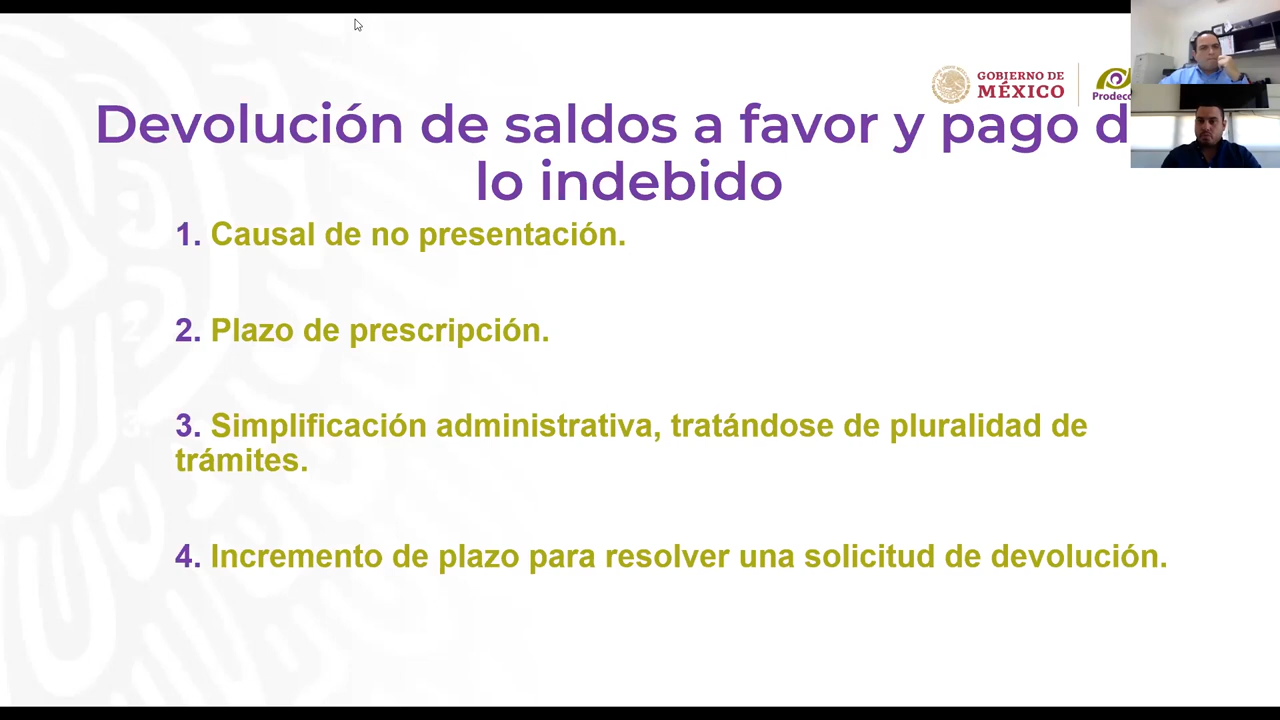 GOBIERNO DE
MÉXICO
Devolución de saldos a favor y pago
lo indebido
1. Causal de no presentación.
2. Plazo de prescripción.
3. Simplificación administrativa, tratándose de pluralidad de
trámites.
4. Incremento de plazo para resolver una solicitud de devolución.